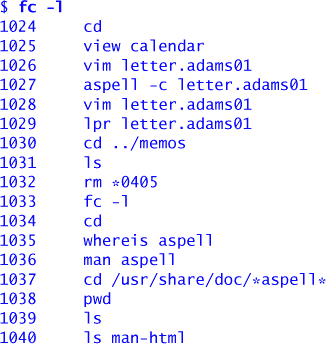 $ fc -l
1024 cd
1025 view calendar
1026 vim letter.adams01
1027 aspell -c letter.adams01
1028 vim letter.adams01
1029 lpr letter.adams01
1030 cd ../memos
1031 ls
1032 rm *0405
1033 fc -l
1034 cd
1035 whereis aspell
1036 man aspell
1037 cd /usr/share/doc/*aspell*
1038 pwd
1039 ls
1040 ls man-html